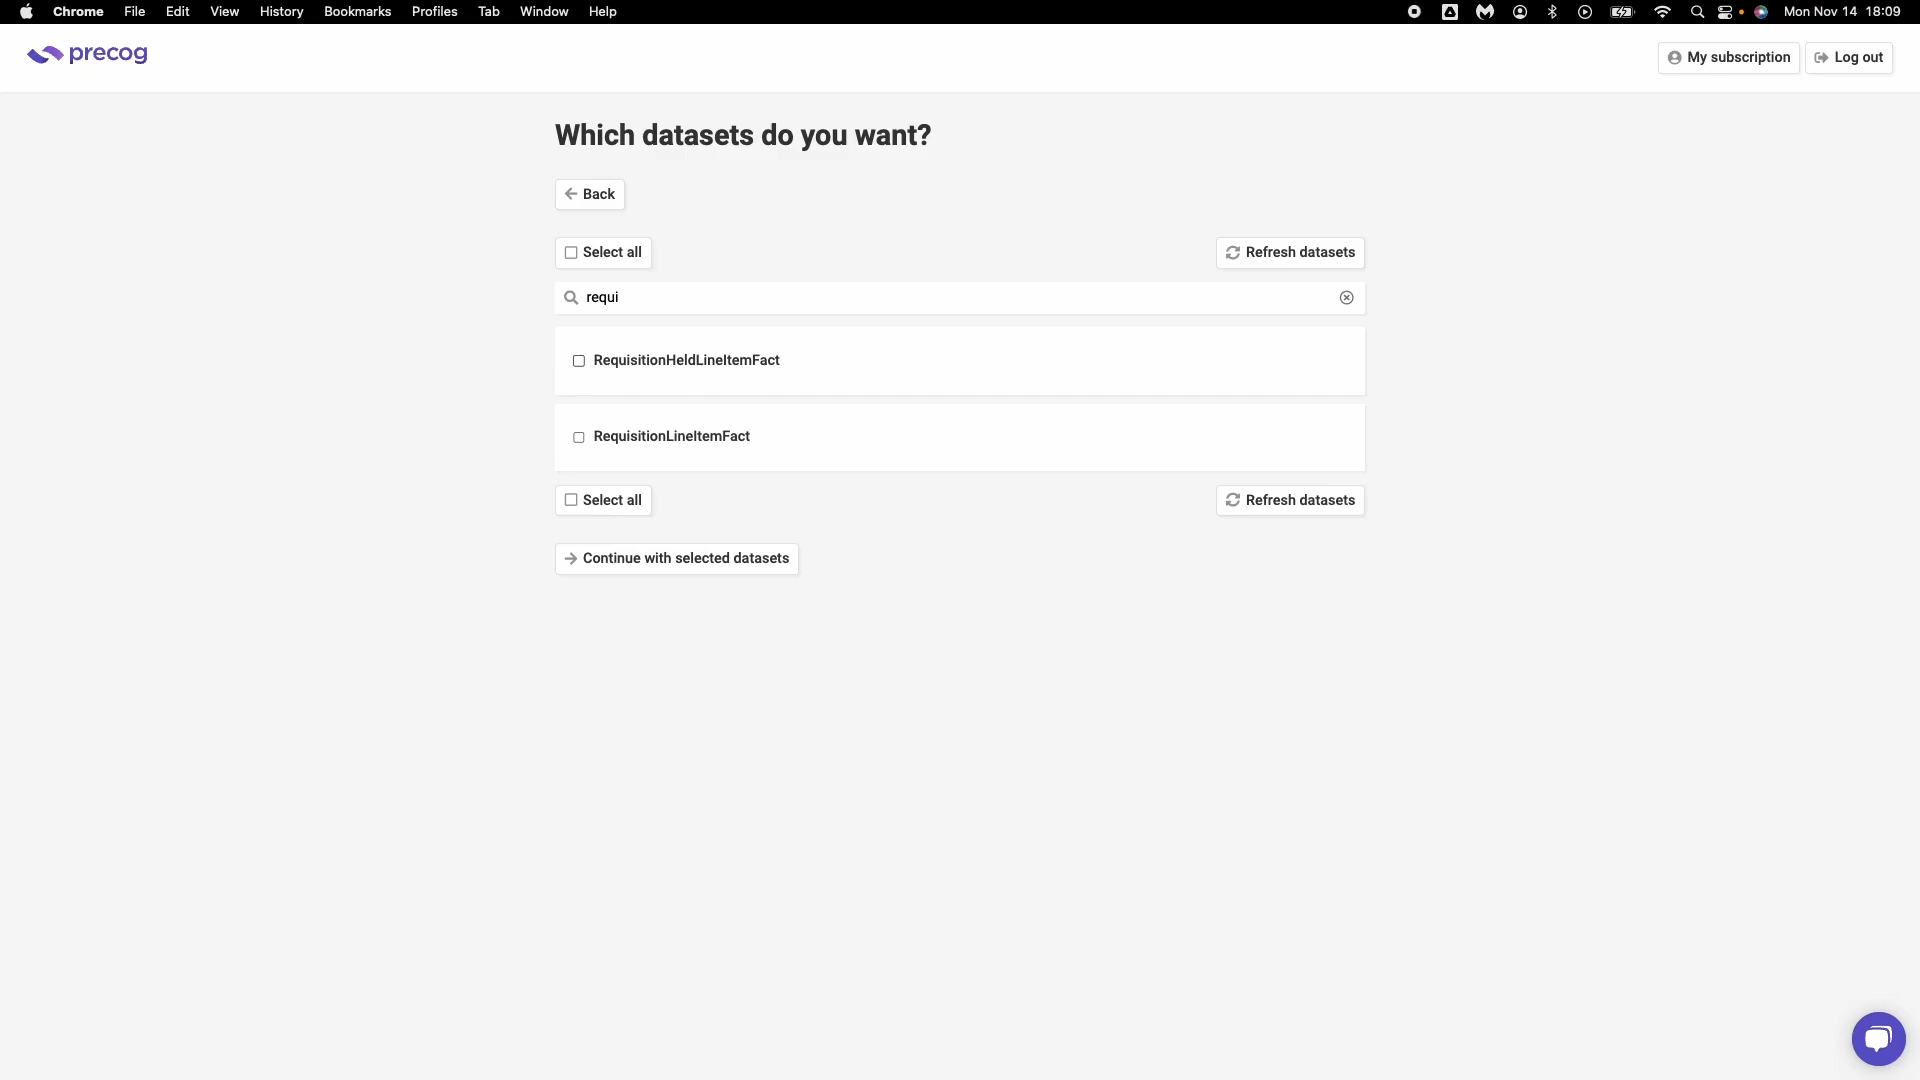 Chrome File Edit View History Bookmarks Profiles Tab Window Help Mon Nov 14 18:09
precog
My subscription Log out
Which datasets do you want?
Back
Select all Refresh datasets
requi
RequisitionHeldLineItemFact
RequisitionLineItemFact
Select all Refresh datasets
Continue with selected datasets